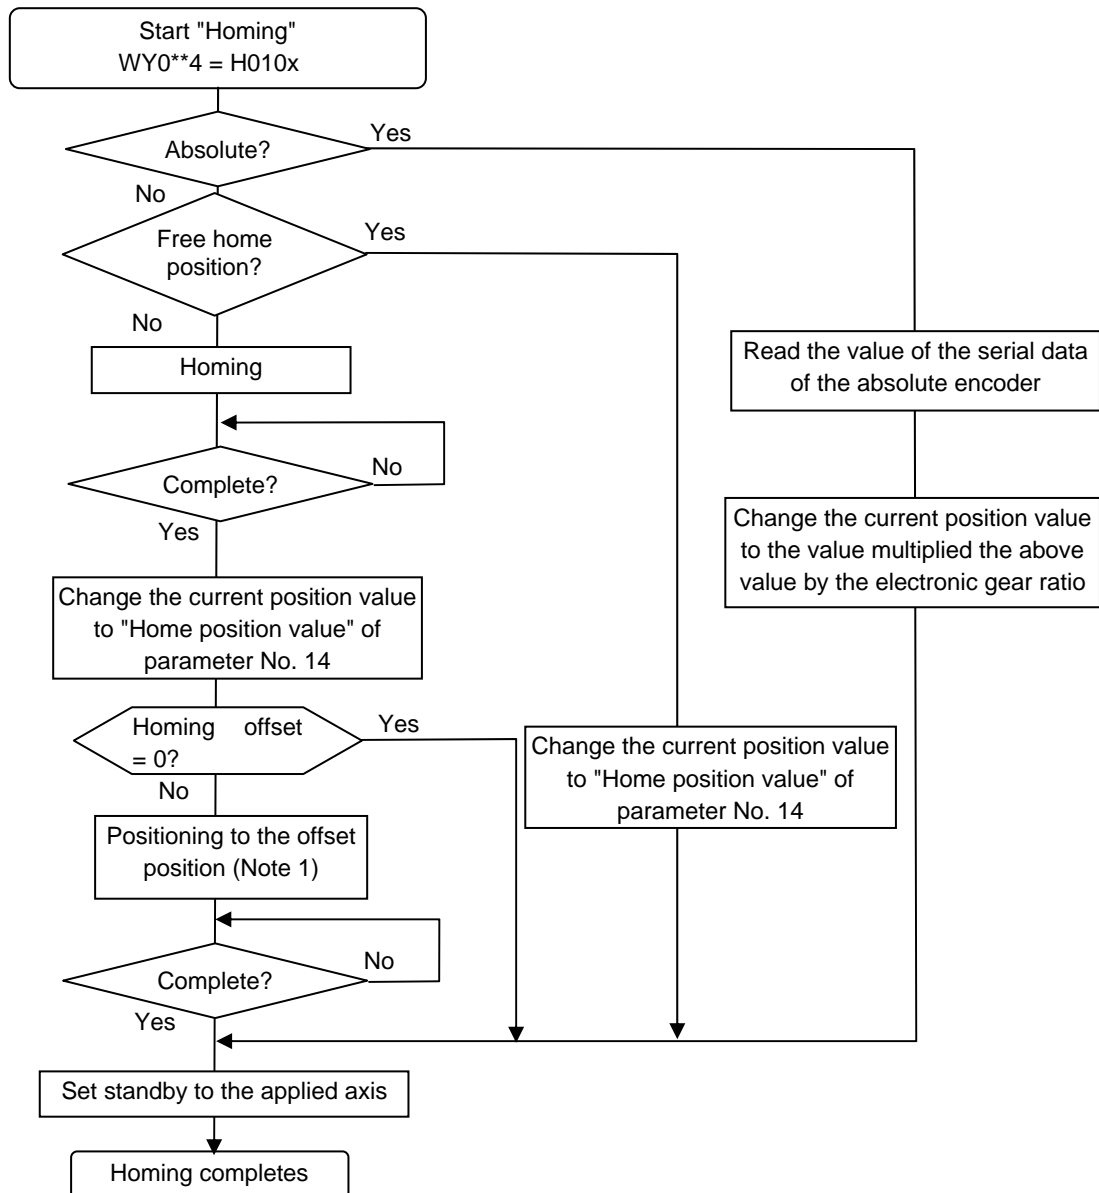 Start "Homing"
WY0**4 = H010x
Yes
Absolute?
No
Free home
position?
Yes
No
Homing
Read the value of the serial data
of the absolute encoder
Complete?
No
Yes
Change the current position value
to the value multiplied the above
value by the electronic gear ratio
Change the current position value
to "Home position value" of
parameter No. 14
Homing offset
= 0?
Yes
No
Change the current position value
to "Home position value" of
parameter No. 14
Positioning to the offset
position (Note 1)
Complete?
No
Yes
Set standby to the applied axis
Homing completes